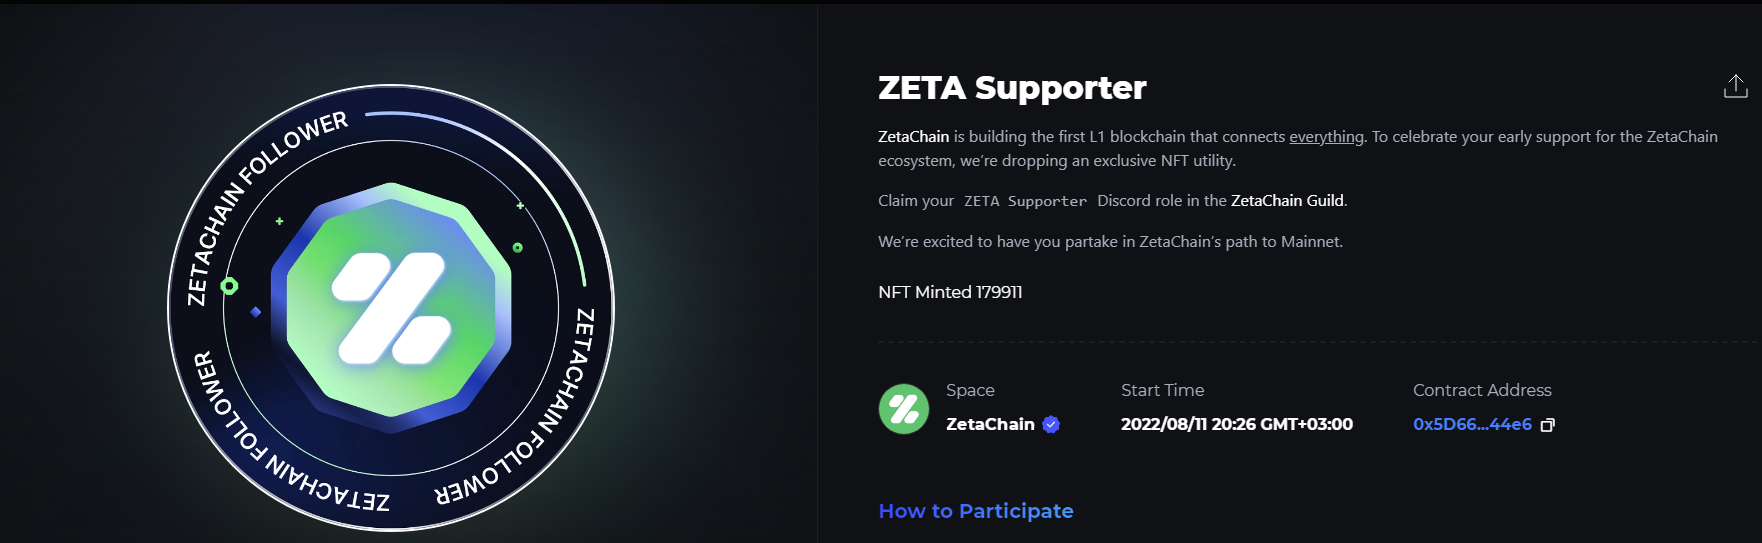 ZETACHAIN FOLLOWER
ZETACHAIN FOLLOWER
ZETACHAIN FOLLOWER
ZETA Supporter
ZetaChain is building the first L1 blockchain that connects everything. To celebrate your early support for the ZetaChain
ecosystem, we're dropping an exclusive NFT utility.
Claim your ZETA Supporter Discord role in the ZetaChain Guild.
We're excited to have you partake in ZetaChain's path to Mainnet.
NFT Minted 179911
Space
ZetaChain
Start Time
2022/08/11 20:26 GMT+03:00
Contract Address
0x5D66...44e6
How to Participate